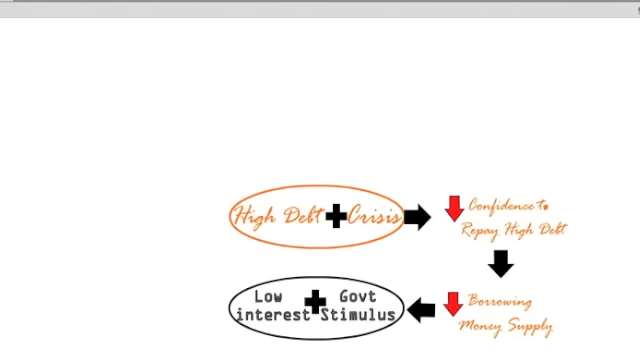 High Debt + Crisis
Confidence to
Repay High Debt
Borrowing
Money Supply
Low + Govt
interest Stimulus